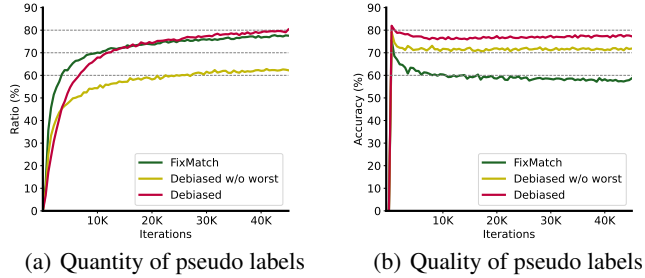 90
80
70
60
50
40
30
20
10
0
Ratio (%)
10K 20K 30K 40K
Iterations
FixMatch
Debiased w/o worst
Debiased
(a) Quantity of pseudo labels
90
80
70
60
50
40
30
20
10
0
Accuracy (%)
10K 20K 30K 40K
Iterations
FixMatch
Debiased w/o worst
Debiased
(b) Quality of pseudo labels